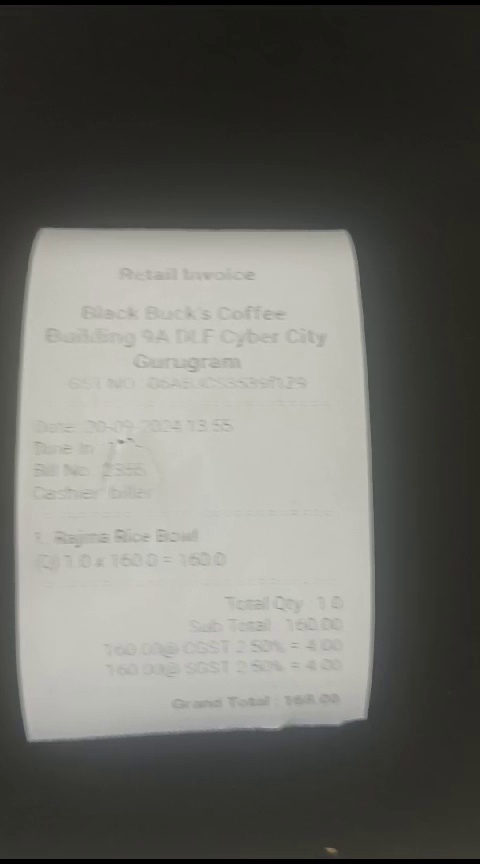 Retail Invoice
Black Buck's Coffee
Building 9A DLF Cyber City
Gurugram
GST NO
Date: 20-09-2024 13:55
Dine In
Bill No: 2355
Cashier: biller
1. Rajma Rice Bowl
(Q) 1.0 x 160.0 = 160.0
Total Qty : 1.0
Sub Total : 160.00
160.00@ CGST 2.50% = 4.00
160.00@ SGST 2.50% = 4.00
Grand Total : 168.00